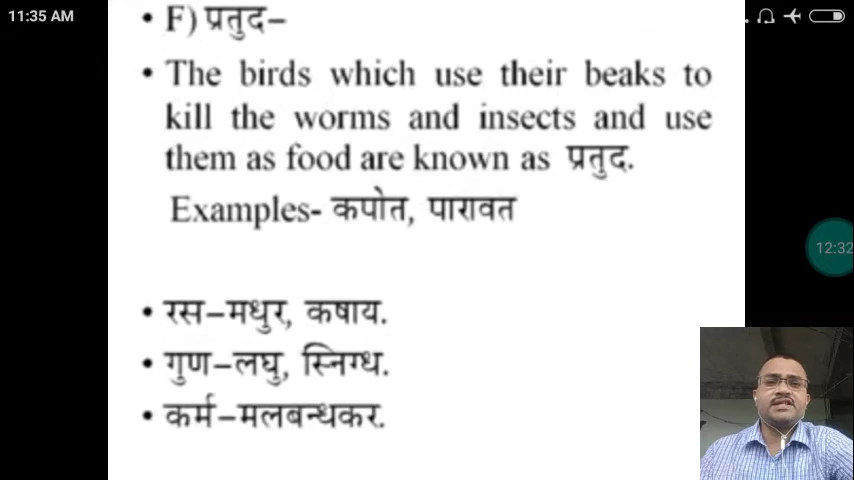 11:35 AM
• F) प्रतुद–
• The birds which use their beaks to
kill the worms and insects and use
them as food are known as प्रतुद.
Examples- कपोत, पारावत
12:32
• रस–मधुर, कषाय.
• गुण–लघु, स्निग्ध.
• कर्म–मलबन्धकर.